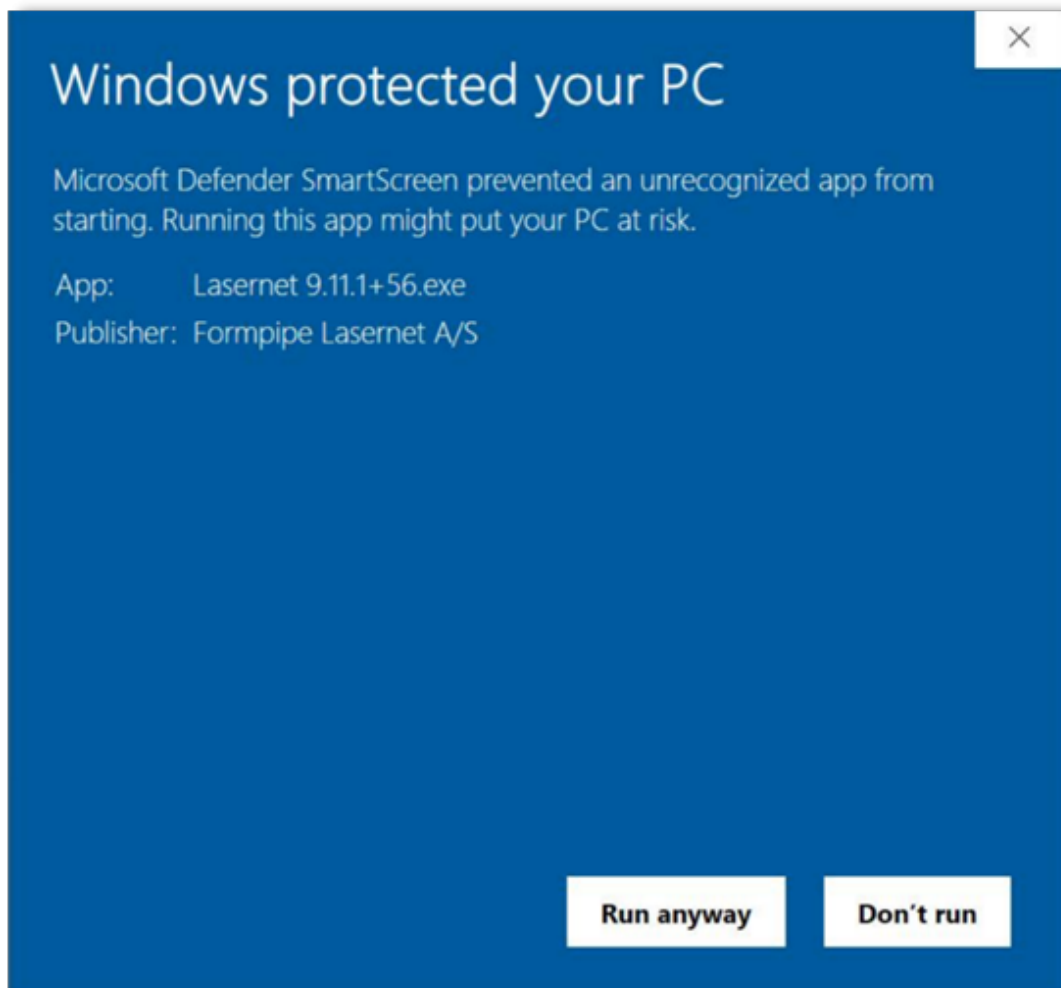 Windows protected your PC
Microsoft Defender SmartScreen prevented an unrecognized app from
starting. Running this app might put your PC at risk.
App: Lasernet 9.11.1+56.exe
Publisher: Formpipe Lasernet A/S
Run anyway Don't run